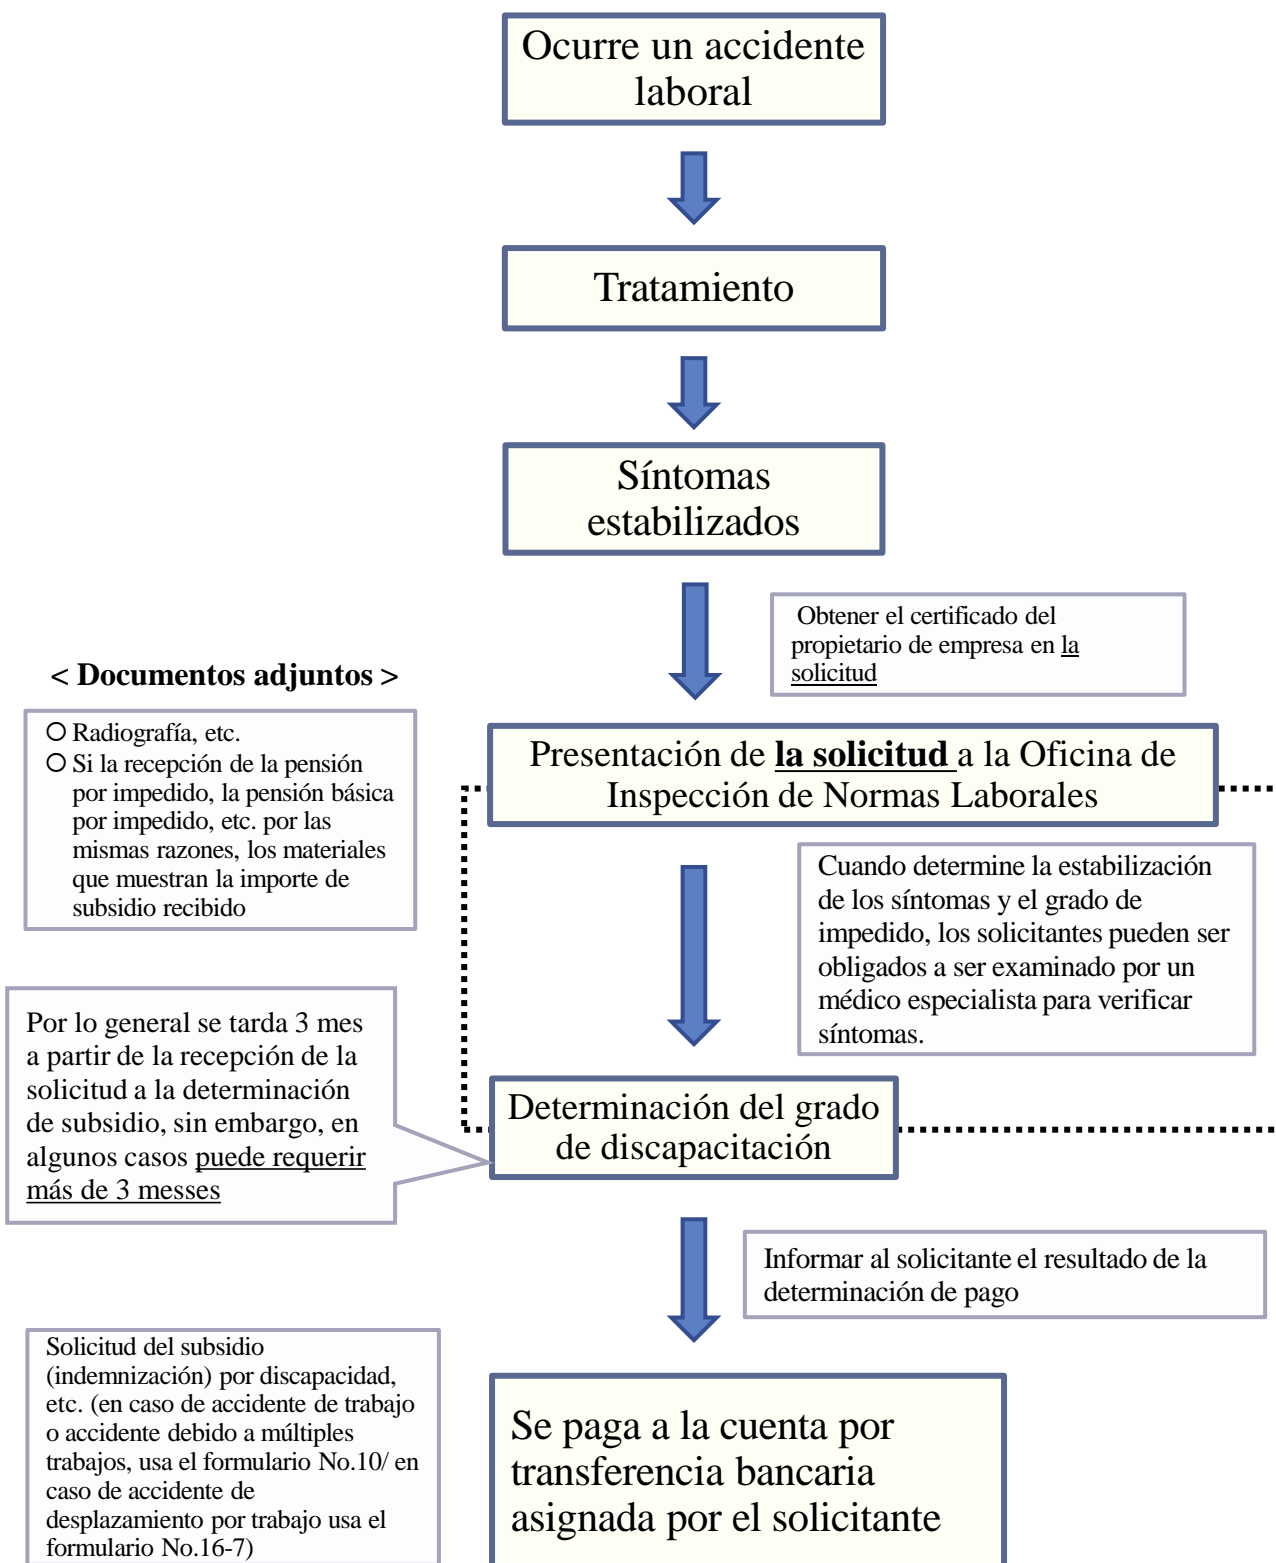 Ocurre un accidente
laboral
Tratamiento
Síntomas
estabilizados
Obtener el certificado del
propietario de empresa en la
solicitud
< Documentos adjuntos >
○ Radiografía, etc.
○ Si la recepción de la pensión
por impedido, la pensión básica
por impedido, etc. por las
mismas razones, los materiales
que muestran la importe de
subsidio recibido
Presentación de la solicitud a la Oficina de
Inspección de Normas Laborales
Cuando determine la estabilización
de los síntomas y el grado de
impedido, los solicitantes pueden ser
obligados a ser examinado por un
médico especialista para verificar
síntomas.
Por lo general se tarda 3 mes
a partir de la recepción de la
solicitud a la determinación
de subsidio, sin embargo, en
algunos casos puede requerir
más de 3 messes
Determinación del grado
de discapacitación
Informar al solicitante el resultado de la
determinación de pago
Solicitud del subsidio
(indemnización) por discapacidad,
etc. (en caso de accidente de trabajo
o accidente debido a múltiples
trabajos, usa el formulario No.10/ en
caso de accidente de
desplazamiento por trabajo usa el
formulario No.16-7)
Se paga a la cuenta por
transferencia bancaria
asignada por el solicitante